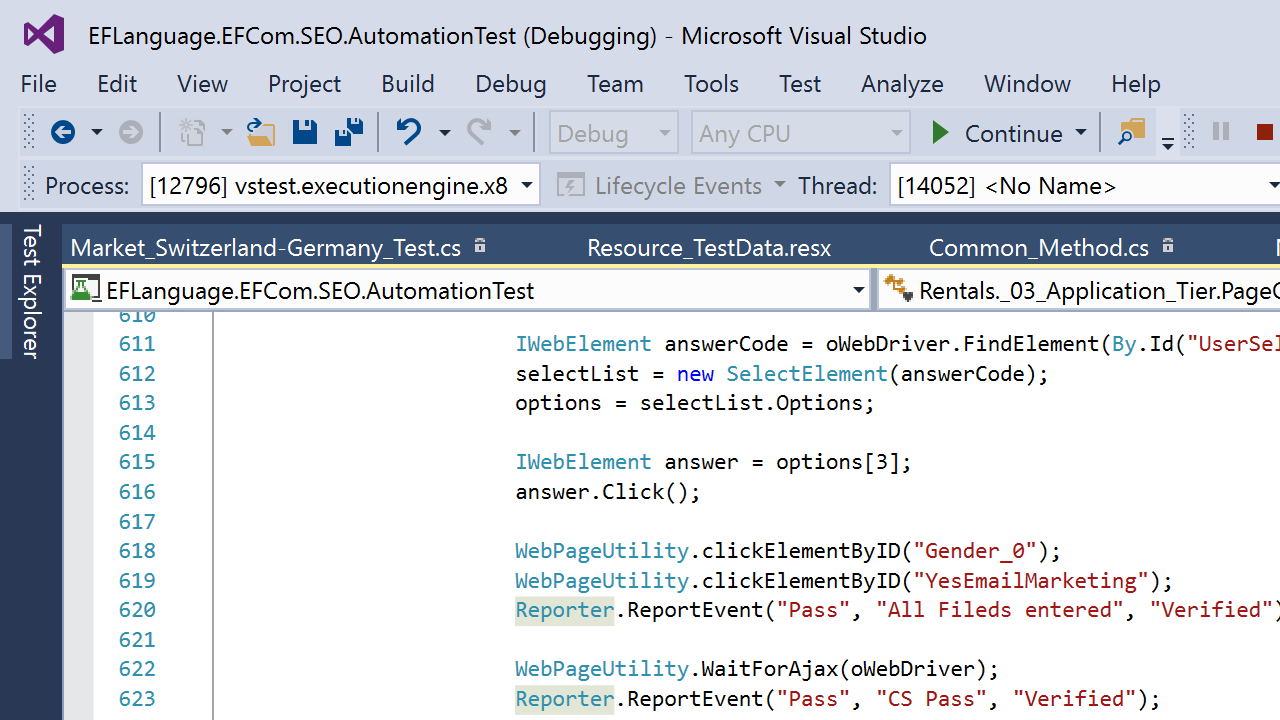 EFLanguage.EFCom.SEO.AutomationTest (Debugging) - Microsoft Visual Studio
File Edit View Project Build Debug Team Tools Test Analyze Window Help
Debug Any CPU Continue
Process: [12796] vstest.executionengine.x8 Lifecycle Events Thread: [14052] <No Name>
Test Explorer
Market_Switzerland-Germany_Test.cs Resource_TestData.resx Common_Method.cs
EFLanguage.EFCom.SEO.AutomationTest Rentals._03_Application_Tier.PageC
610
611 IWebElement answerCode = oWebDriver.FindElement(By.Id("UserSel
612 selectList = new SelectElement(answerCode);
613 options = selectList.Options;
614
615 IWebElement answer = options[3];
616 answer.Click();
617
618 WebPageUtility.clickElementByID("Gender_0");
619 WebPageUtility.clickElementByID("YesEmailMarketing");
620 Reporter.ReportEvent("Pass", "All Fileds entered", "Verified")
621
622 WebPageUtility.WaitForAjax(oWebDriver);
623 Reporter.ReportEvent("Pass", "CS Pass", "Verified");